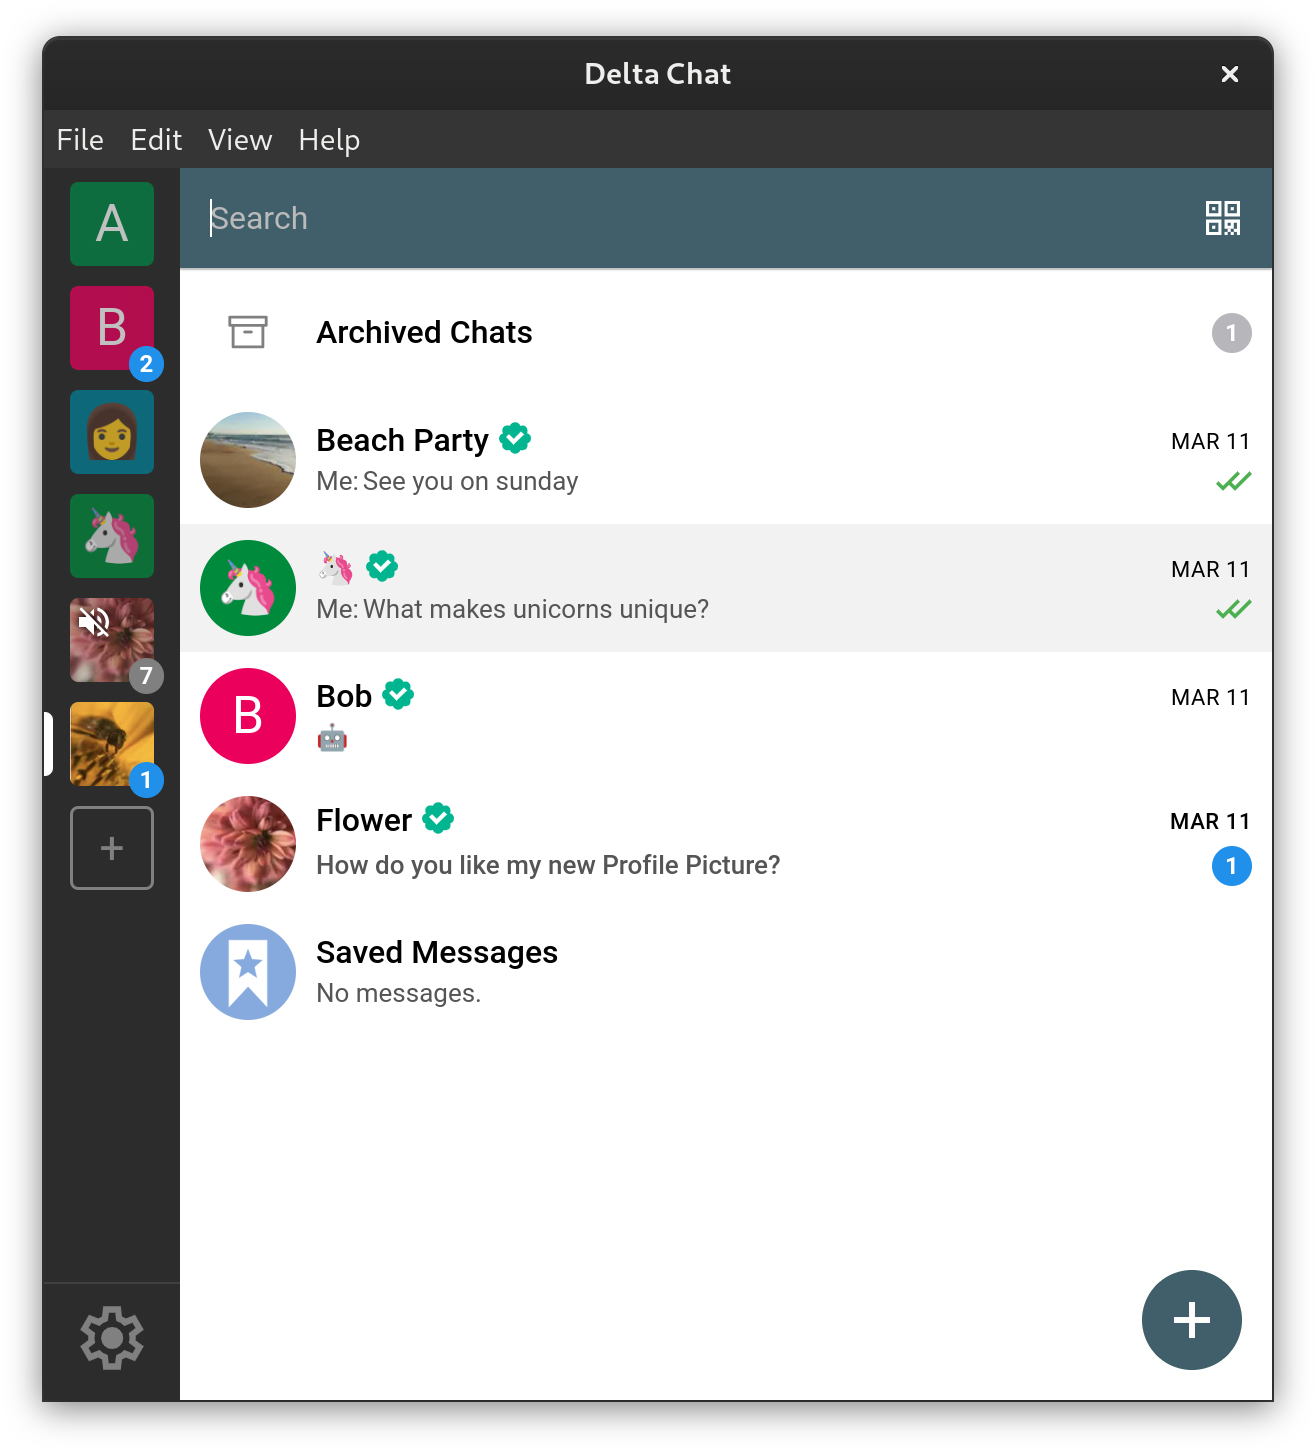 Delta Chat
File Edit View Help
A
B
2
7
1
+
Search
Archived Chats
1
Beach Party
MAR 11
Me: See you on sunday
🦄
MAR 11
Me: What makes unicorns unique?
B
Bob
MAR 11
🤖
Flower
MAR 11
How do you like my new Profile Picture?
1
Saved Messages
No messages.
+